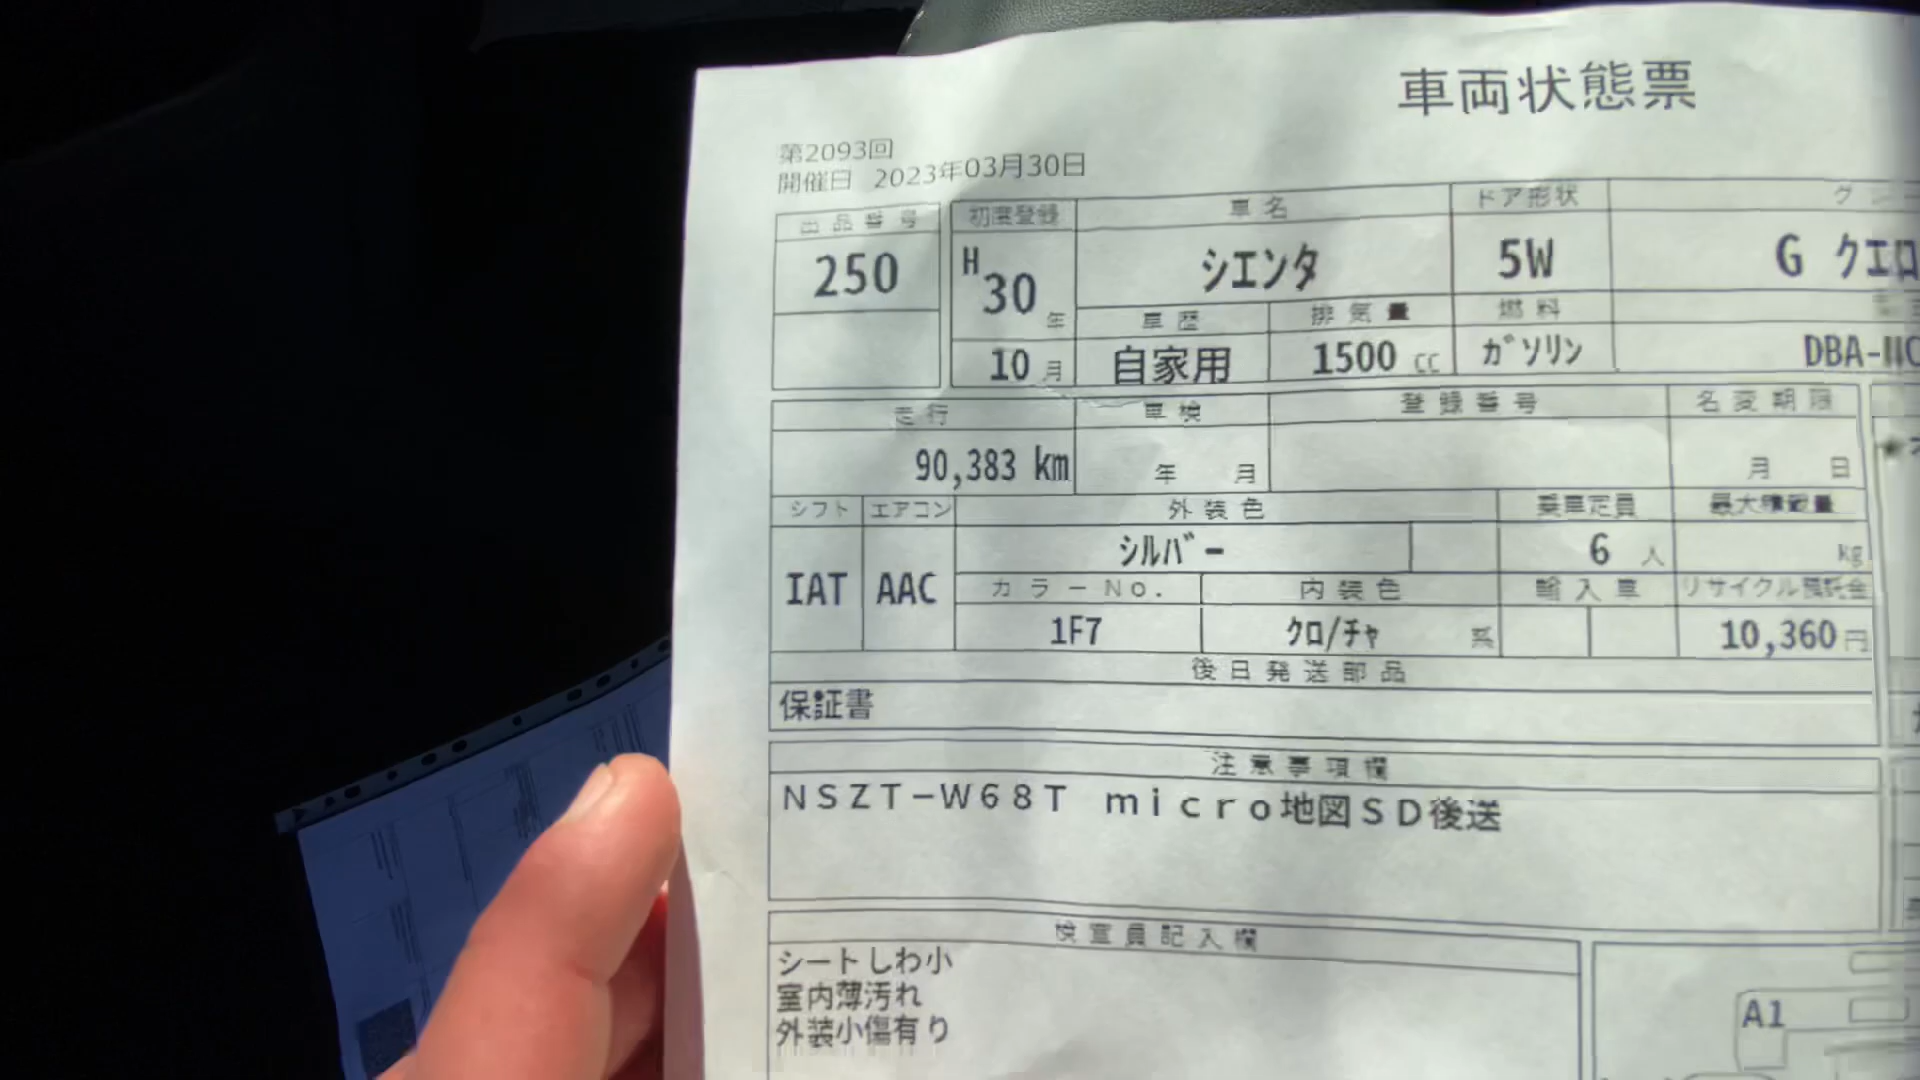 車両状態票
第2093回
開催日 2023年03月30日
出品番号 初度登録 車名 ドア形状
250 H30年 シエンタ 5W G クエロ
車歴 排気量 燃料
10月 自家用 1500cc ガソリン DBA-
走行 車検 登録番号 名変期限
90,383 km 年 月 月 日
シフト エアコン 外装色 乗車定員 最大積載量
IAT AAC シルバー 6人 kg
カラーNo. 内装色 輸入車 リサイクル預託金
1F7 クロ/チャ 系 10,360円
後日発送部品
保証書
注意事項欄
NSZT-W68T micro地図SD後送
検査員記入欄
シートしわ小
室内薄汚れ
外装小傷有り
A1